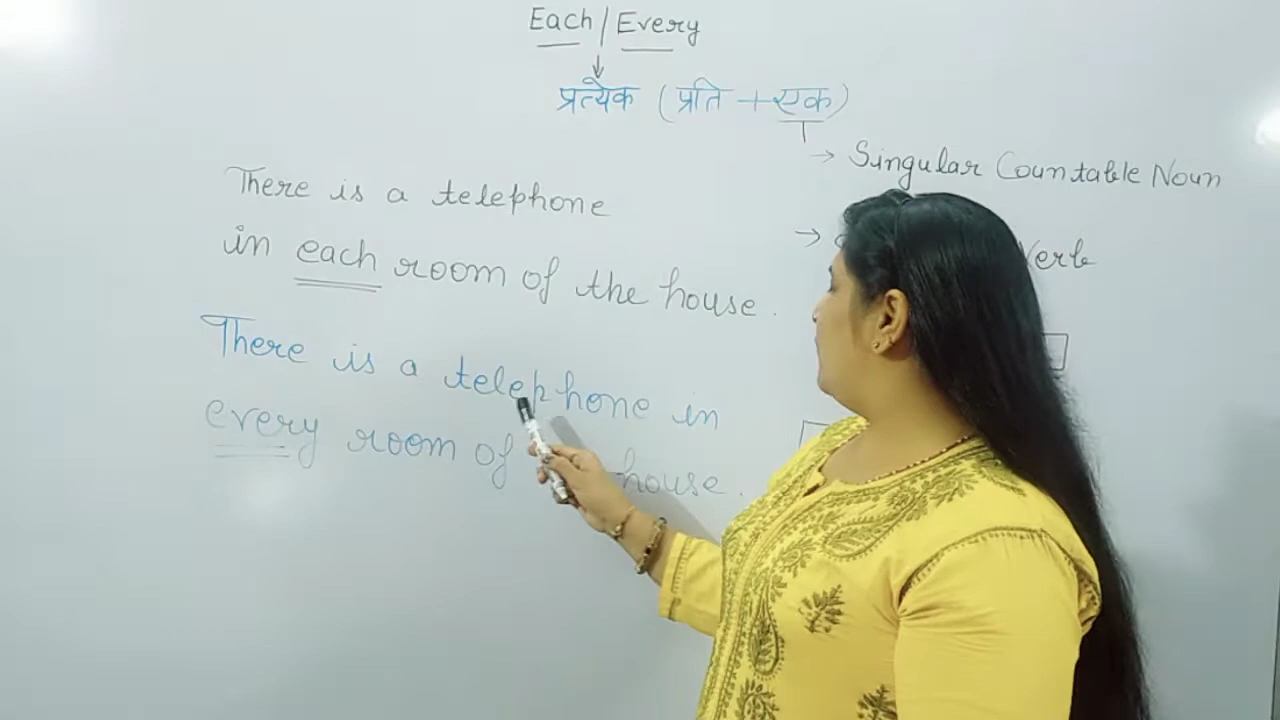 Each/Every
प्रत्येक (प्रति + एक)
→ Singular Countable Noun
There is a telephone
in each room of the house.
→ Verb
There is a telephone in
every room of house.